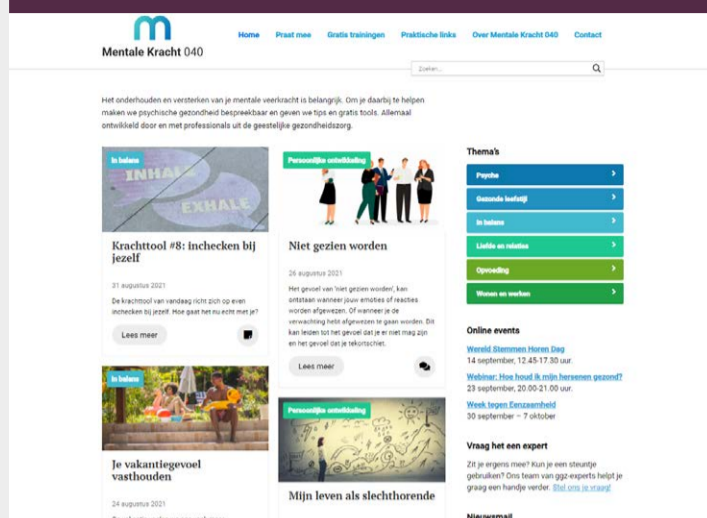 Mentale Kracht 040
Home Praat mee Gratis trainingen Praktische links Over Mentale Kracht 040 Contact
Zoeken...
Het onderhouden en versterken van je mentale veerkracht is belangrijk. Om je daarbij te helpen
maken we psychische gezondheid bespreekbaar en geven we tips en gratis tools. Allemaal
ontwikkeld door en met professionals uit de geestelijke gezondheidszorg.
In balans
INHALE
EXHALE
Krachttool #8: inchecken bij
jezelf
31 augustus 2021
De krachttool van vandaag richt zich op even
inchecken bij jezelf. Hoe gaat het nu echt met je?
Lees meer
In balans
Je vakantiegevoel
vasthouden
24 augustus 2021
Persoonlijke ontwikkeling
Niet gezien worden
26 augustus 2021
Het gevoel van 'niet gezien worden', kan
ontstaan wanneer jouw emoties of reacties
worden afgewezen. Of wanneer je de
verwachting hebt afgewezen te gaan worden. Dit
kan leiden tot het gevoel dat je er niet mag zijn
en het gevoel dat je tekortschiet.
Lees meer
Persoonlijke ontwikkeling
Mijn leven als slechthorende
Thema's
Psyche
Gezonde leefstijl
In balans
Liefde en relaties
Opvoeding
Wonen en werken
Online events
Wereld Stemmen Horen Dag
14 september, 12.45-17.30 uur.
Webinar: Hoe houd ik mijn hersenen gezond?
23 september, 20.00-21.00 uur.
Week tegen Eenzaamheid
30 september – 7 oktober
Vraag het een expert
Zit je ergens mee? Kun je een steuntje
gebruiken? Ons team van ggz-experts helpt je
graag een handje verder. Stel ons je vraag!
Nieuwsmail